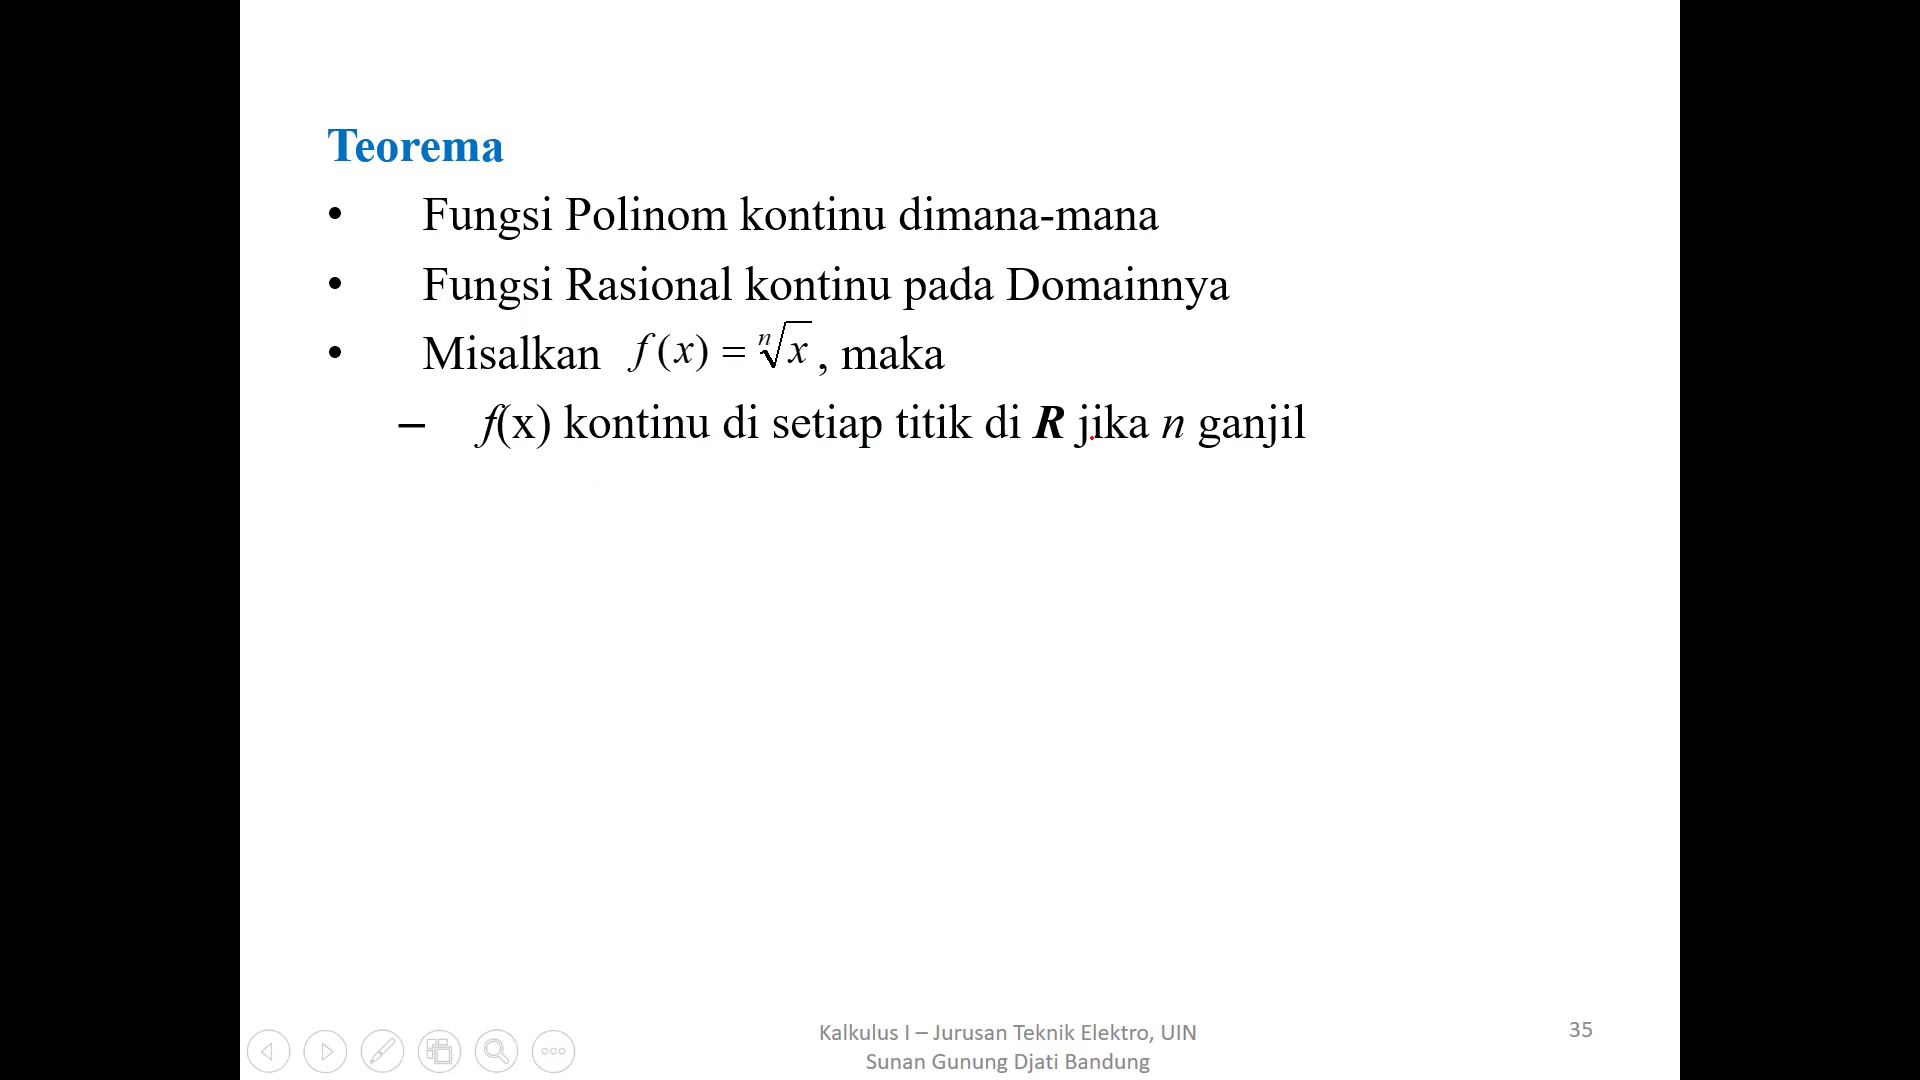 Teorema
• Fungsi Polinom kontinu dimana-mana
• Fungsi Rasional kontinu pada Domainnya
• Misalkan f(x) = ⁿ√x , maka
– f(x) kontinu di setiap titik di R jika n ganjil
Kalkulus I – Jurusan Teknik Elektro, UIN
Sunan Gunung Djati Bandung
35